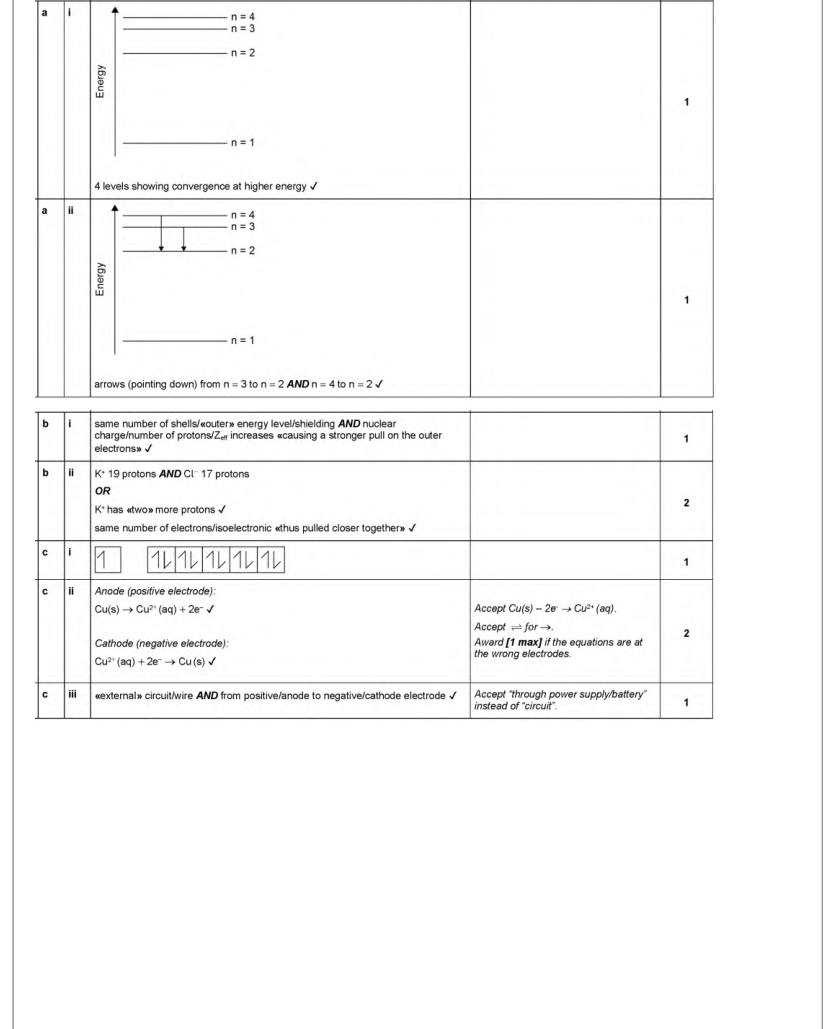 a i
n = 4
n = 3
n = 2
Energy
n = 1
1
4 levels showing convergence at higher energy ✓
a ii
n = 4
n = 3
n = 2
Energy
n = 1
1
arrows (pointing down) from n = 3 to n = 2 AND n = 4 to n = 2 ✓
b i same number of shells/«outer» energy level/shielding AND nuclear
charge/number of protons/Zeff increases «causing a stronger pull on the outer
electrons» ✓
1
b ii K⁺ 19 protons AND Cl⁻ 17 protons
OR
K⁺ has «two» more protons ✓
same number of electrons/isoelectronic «thus pulled closer together» ✓
2
c i 1 1L 1L 1L 1L 1L
1
c ii Anode (positive electrode):
Cu(s) → Cu²⁺ (aq) + 2e⁻ ✓
Cathode (negative electrode):
Cu²⁺ (aq) + 2e⁻ → Cu (s) ✓
Accept Cu(s) – 2e⁻ → Cu²⁺ (aq).
Accept ⇌ for →.
Award [1 max] if the equations are at
the wrong electrodes.
2
c iii «external» circuit/wire AND from positive/anode to negative/cathode electrode ✓
Accept "through power supply/battery"
instead of "circuit".
1